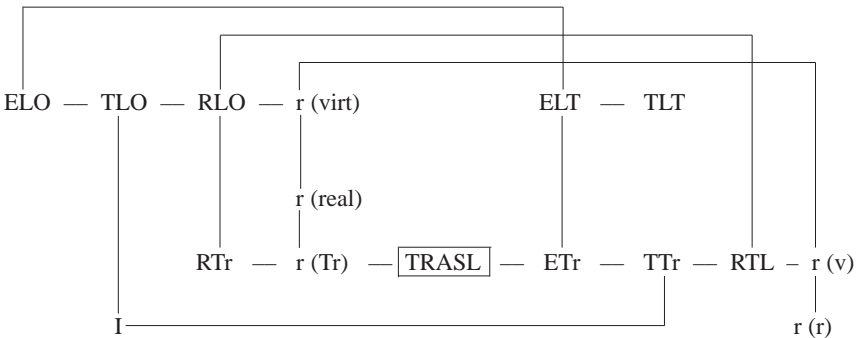 ELO — TLO — RLO — r (virt) ELT — TLT
r (real)
RTr — r (Tr) — TRASL — ETr — TTr — RTL – r (v)
I r (r)